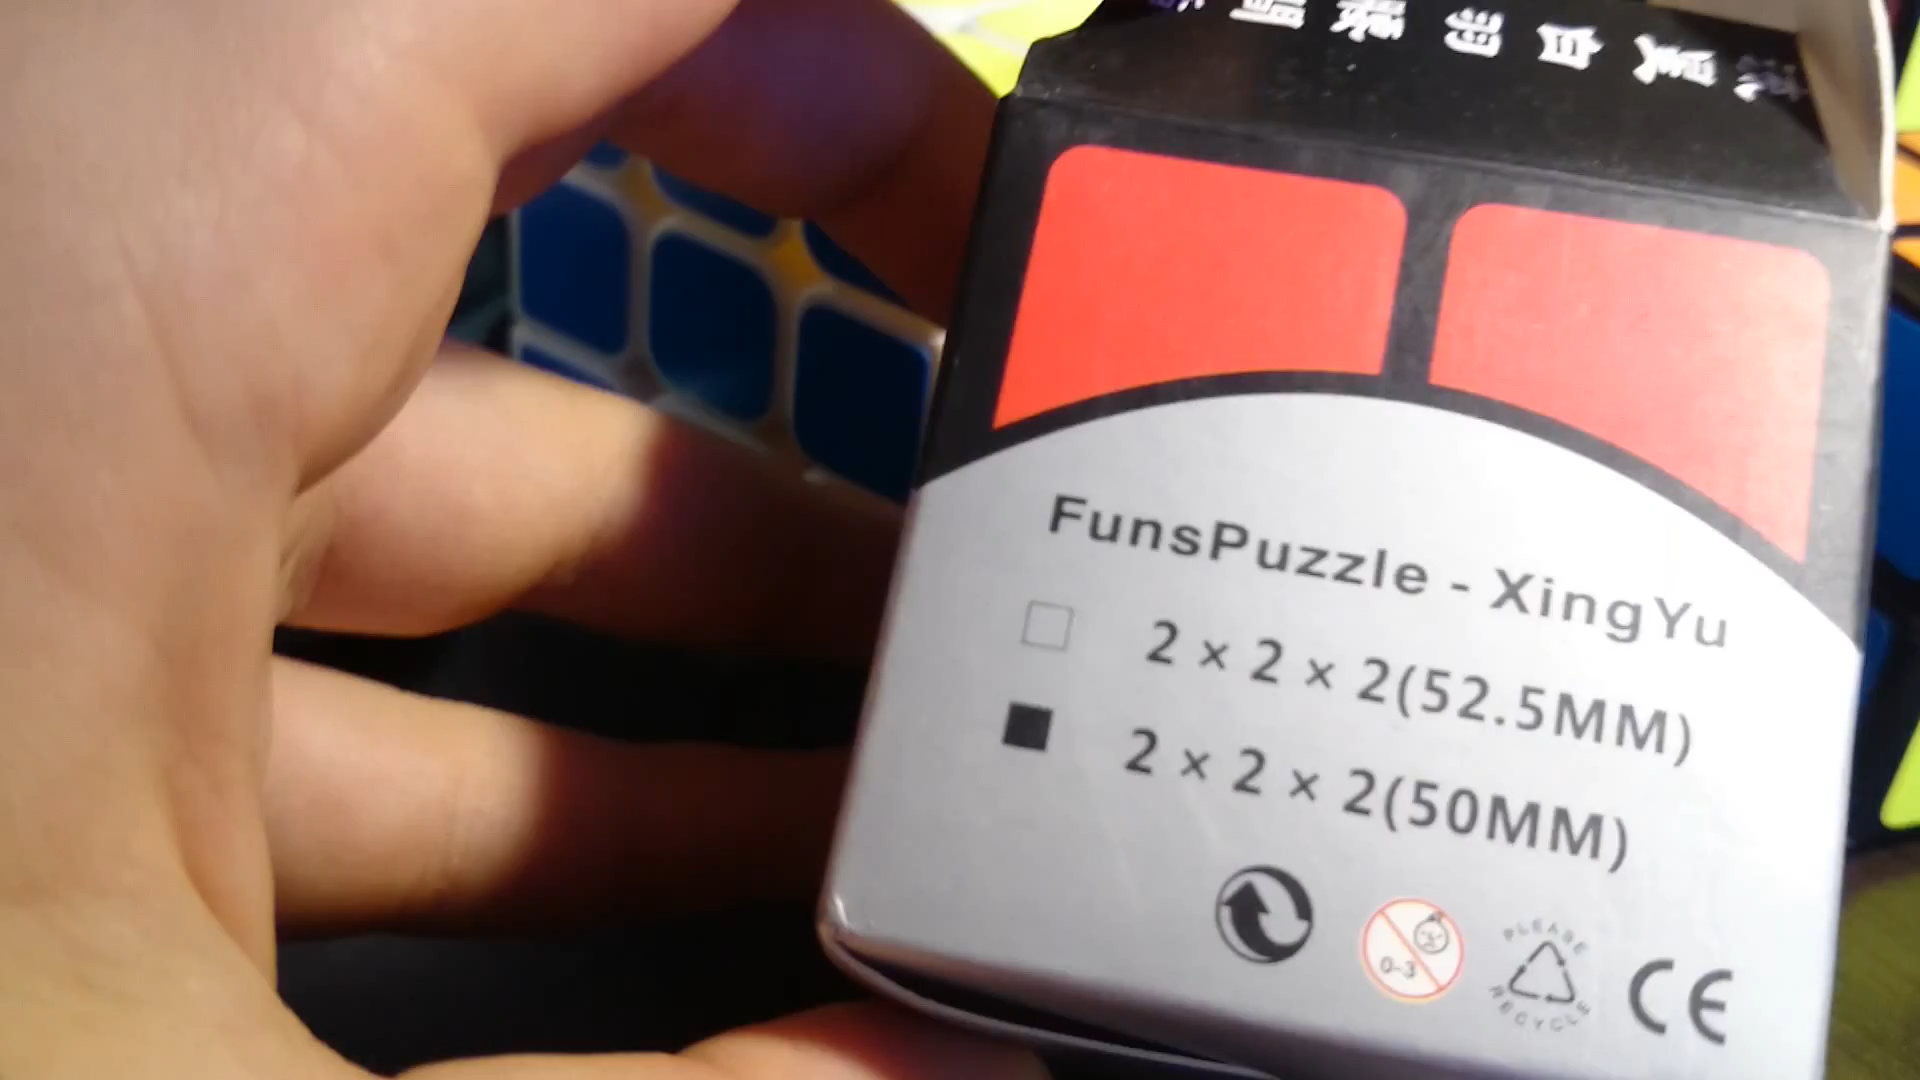 FunsPuzzle - XingYu
2 × 2 × 2(52.5MM)
2 × 2 × 2(50MM)
0-3
PLEASE
RECYCLE
CE